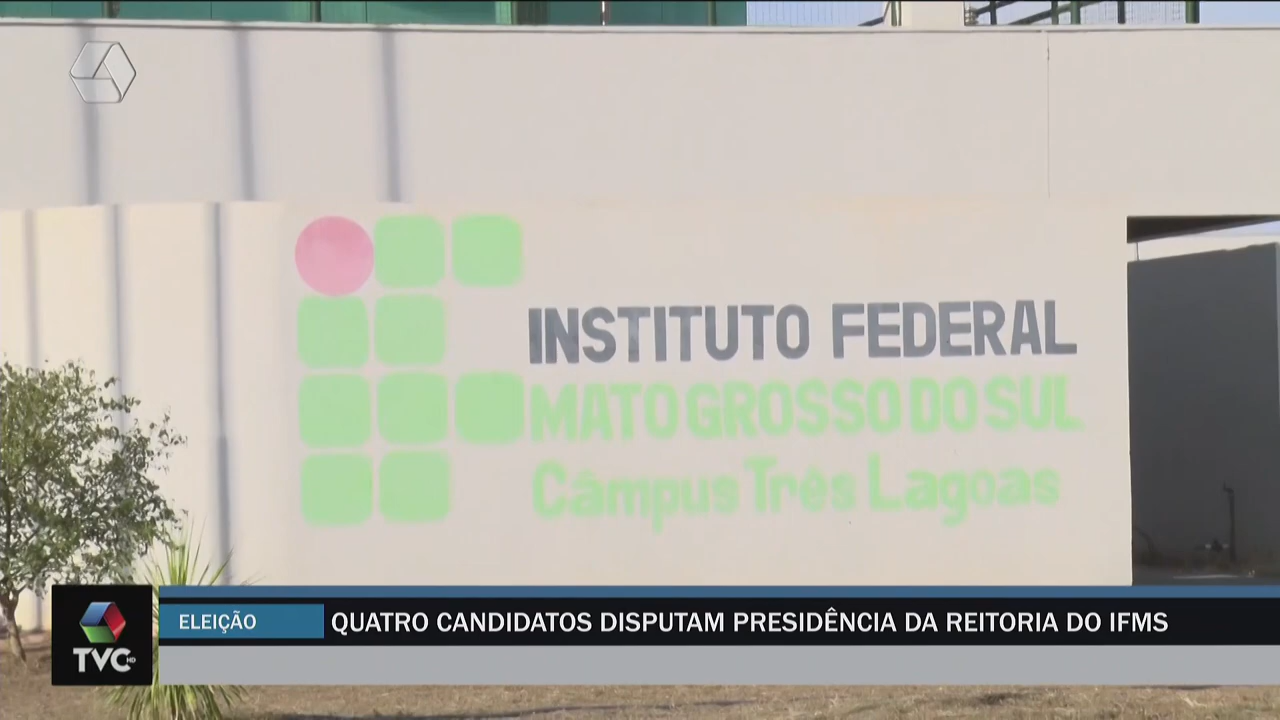 INSTITUTO FEDERAL
MATO GROSSO DO SUL
Câmpus Três Lagoas
ELEIÇÃO
QUATRO CANDIDATOS DISPUTAM PRESIDÊNCIA DA REITORIA DO IFMS
TVC HD